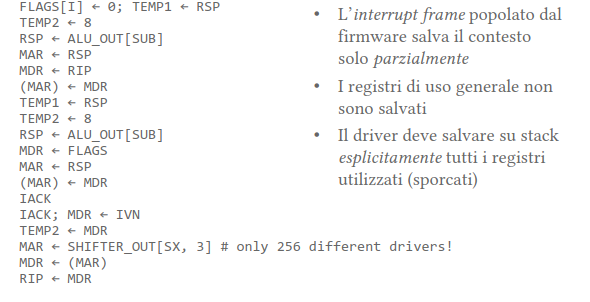 FLAGS[I] ← 0; TEMP1 ← RSP
TEMP2 ← 8
RSP ← ALU_OUT[SUB]
MAR ← RSP
MDR ← RIP
(MAR) ← MDR
TEMP1 ← RSP
TEMP2 ← 8
RSP ← ALU_OUT[SUB]
MDR ← FLAGS
MAR ← RSP
(MAR) ← MDR
IACK
IACK; MDR ← IVN
TEMP2 ← MDR
MAR ← SHIFTER_OUT[SX, 3] # only 256 different drivers!
MDR ← (MAR)
RIP ← MDR
• L'interrupt frame popolato dal
firmware salva il contesto
solo parzialmente
• I registri di uso generale non
sono salvati
• Il driver deve salvare su stack
esplicitamente tutti i registri
utilizzati (sporcati)